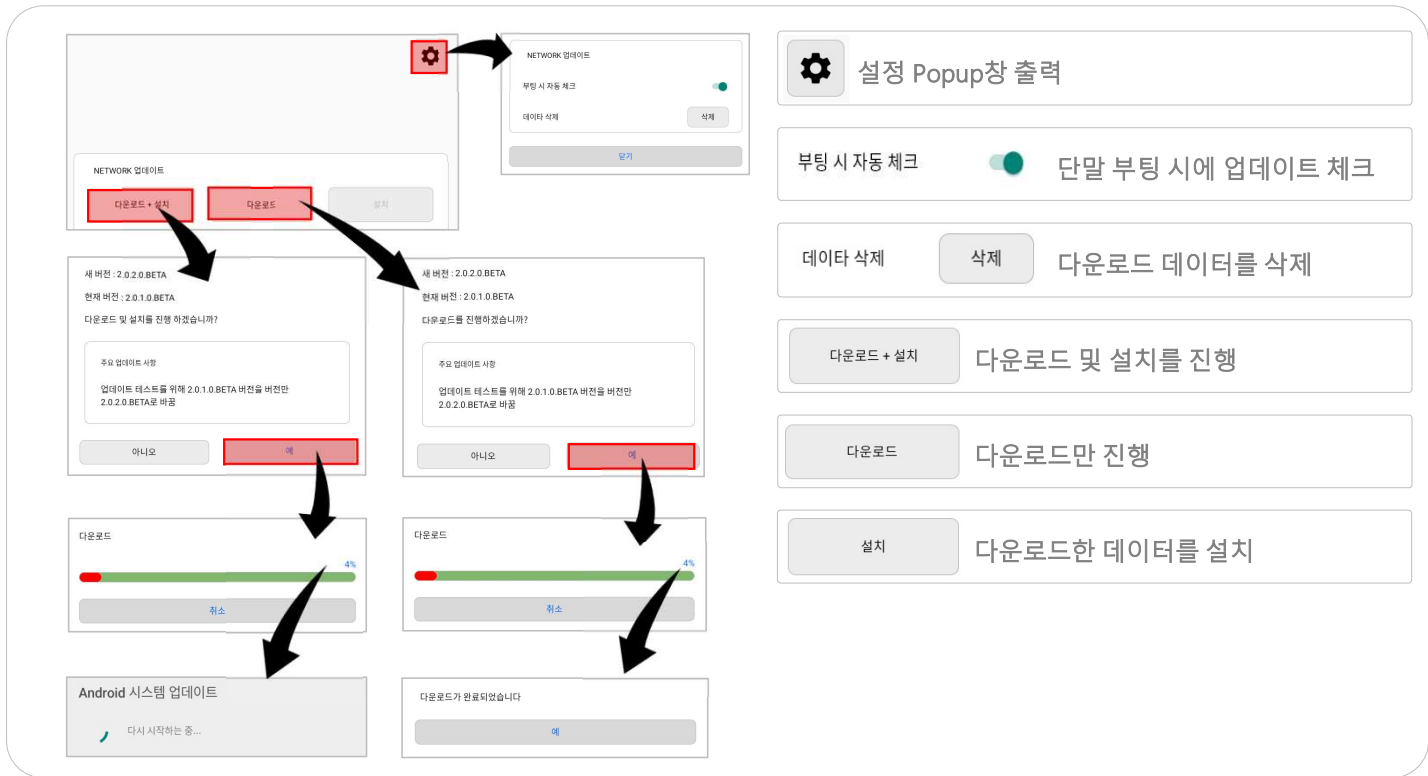 NETWORK 업데이트
다운로드 + 설치
다운로드
설치
NETWORK 업데이트
부팅 시 자동 체크
데이타 삭제
삭제
닫기
새 버전 : 2.0.2.0.BETA
현재 버전 : 2.0.1.0.BETA
다운로드 및 설치를 진행 하겠습니까?
주요 업데이트 사항
업데이트 테스트를 위해 2.0.1.0.BETA 버전을 버전만
2.0.2.0.BETA로 바꿈
아니오
예
새 버전 : 2.0.2.0.BETA
현재 버전 : 2.0.1.0.BETA
다운로드를 진행하겠습니까?
주요 업데이트 사항
업데이트 테스트를 위해 2.0.1.0.BETA 버전을 버전만
2.0.2.0.BETA로 바꿈
아니오
예
다운로드
4%
취소
다운로드
4%
취소
Android 시스템 업데이트
다시 시작하는 중...
다운로드가 완료되었습니다
예
설정 Popup창 출력
부팅 시 자동 체크
단말 부팅 시에 업데이트 체크
데이타 삭제
삭제
다운로드 데이터를 삭제
다운로드 + 설치
다운로드 및 설치를 진행
다운로드
다운로드만 진행
설치
다운로드한 데이터를 설치